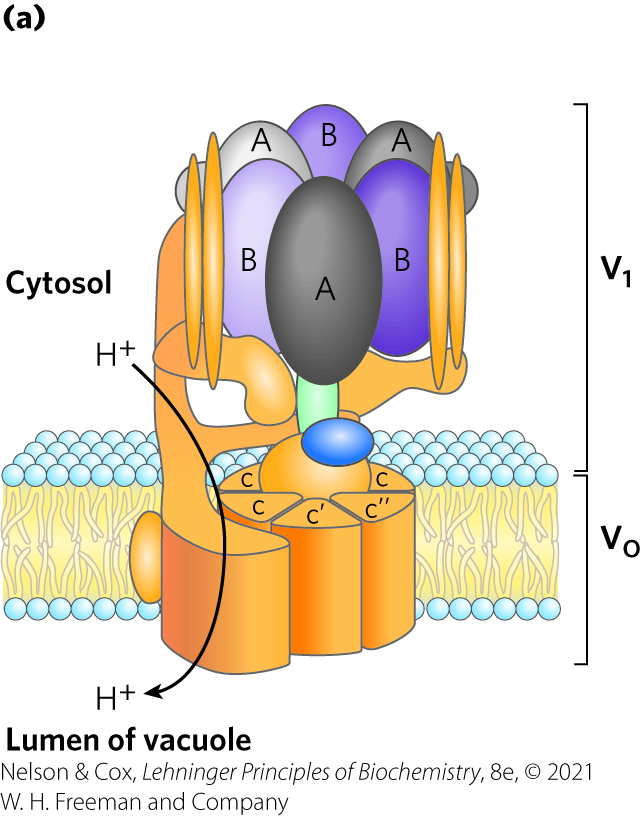 (a)
B
A
A
B
B
A
V₁
Cytosol
H⁺
c
c
c
c′
c′′
Vₒ
H⁺
Lumen of vacuole
Nelson & Cox, Lehninger Principles of Biochemistry, 8e, © 2021
W. H. Freeman and Company